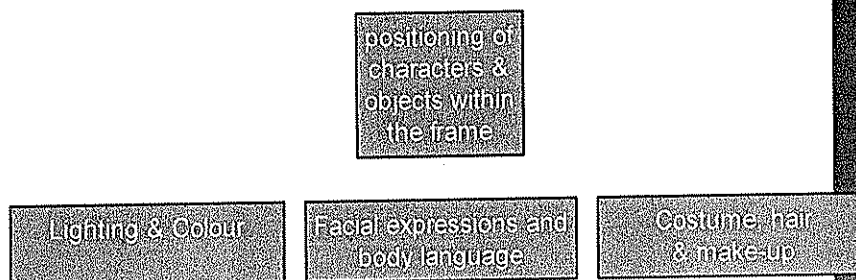 positioning of
characters &
objects within
the frame
Lighting & Colour
Facial expressions and
body language
Costume, hair
& make-up